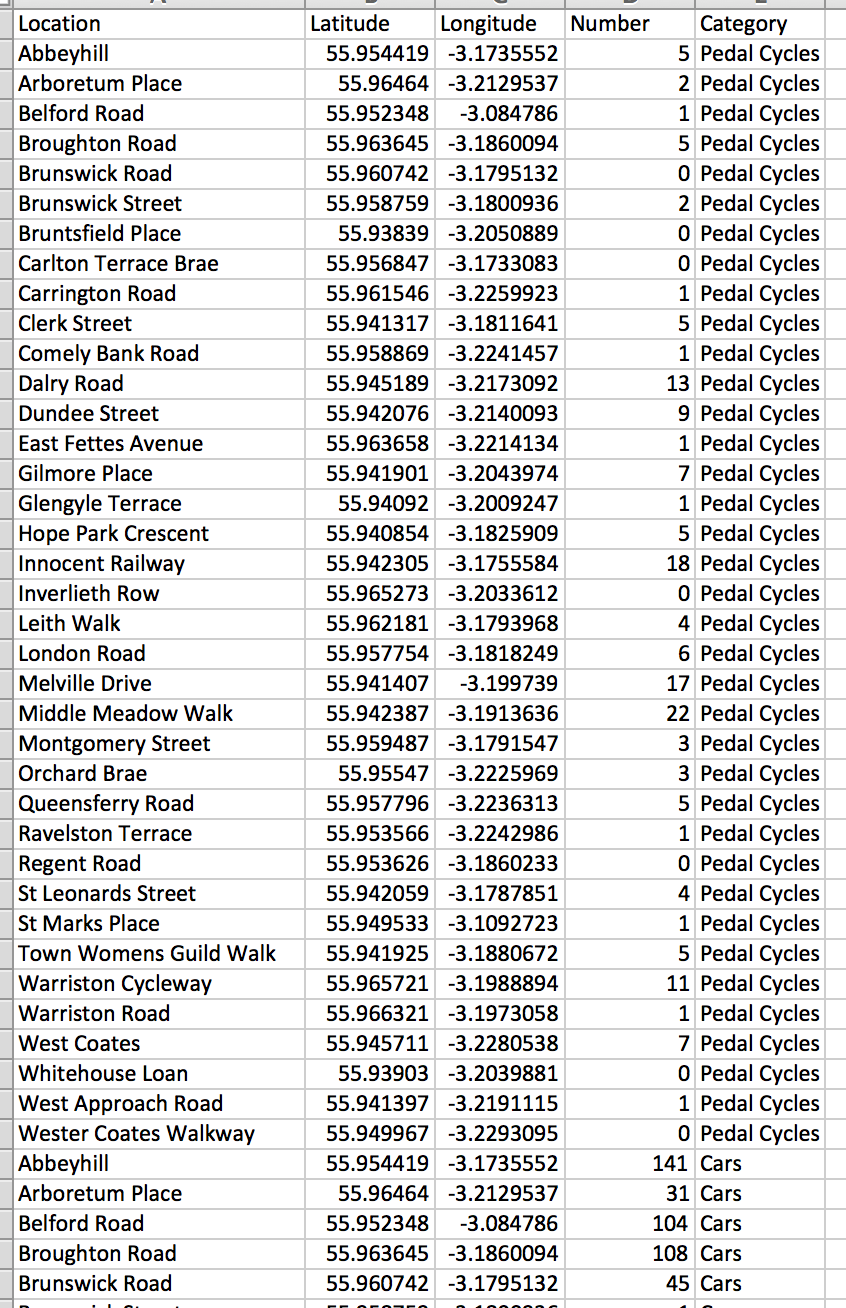 Location Latitude Longitude Number Category
Abbeyhill 55.954419 -3.1735552 5 Pedal Cycles
Arboretum Place 55.96464 -3.2129537 2 Pedal Cycles
Belford Road 55.952348 -3.084786 1 Pedal Cycles
Broughton Road 55.963645 -3.1860094 5 Pedal Cycles
Brunswick Road 55.960742 -3.1795132 0 Pedal Cycles
Brunswick Street 55.958759 -3.1800936 2 Pedal Cycles
Bruntsfield Place 55.93839 -3.2050889 0 Pedal Cycles
Carlton Terrace Brae 55.956847 -3.1733083 0 Pedal Cycles
Carrington Road 55.961546 -3.2259923 1 Pedal Cycles
Clerk Street 55.941317 -3.1811641 5 Pedal Cycles
Comely Bank Road 55.958869 -3.2241457 1 Pedal Cycles
Dalry Road 55.945189 -3.2173092 13 Pedal Cycles
Dundee Street 55.942076 -3.2140093 9 Pedal Cycles
East Fettes Avenue 55.963658 -3.2214134 1 Pedal Cycles
Gilmore Place 55.941901 -3.2043974 7 Pedal Cycles
Glengyle Terrace 55.94092 -3.2009247 1 Pedal Cycles
Hope Park Crescent 55.940854 -3.1825909 5 Pedal Cycles
Innocent Railway 55.942305 -3.1755584 18 Pedal Cycles
Inverlieth Row 55.965273 -3.2033612 0 Pedal Cycles
Leith Walk 55.962181 -3.1793968 4 Pedal Cycles
London Road 55.957754 -3.1818249 6 Pedal Cycles
Melville Drive 55.941407 -3.199739 17 Pedal Cycles
Middle Meadow Walk 55.942387 -3.1913636 22 Pedal Cycles
Montgomery Street 55.959487 -3.1791547 3 Pedal Cycles
Orchard Brae 55.95547 -3.2225969 3 Pedal Cycles
Queensferry Road 55.957796 -3.2236313 5 Pedal Cycles
Ravelston Terrace 55.953566 -3.2242986 1 Pedal Cycles
Regent Road 55.953626 -3.1860233 0 Pedal Cycles
St Leonards Street 55.942059 -3.1787851 4 Pedal Cycles
St Marks Place 55.949533 -3.1092723 1 Pedal Cycles
Town Womens Guild Walk 55.941925 -3.1880672 5 Pedal Cycles
Warriston Cycleway 55.965721 -3.1988894 11 Pedal Cycles
Warriston Road 55.966321 -3.1973058 1 Pedal Cycles
West Coates 55.945711 -3.2280538 7 Pedal Cycles
Whitehouse Loan 55.93903 -3.2039881 0 Pedal Cycles
West Approach Road 55.941397 -3.2191115 1 Pedal Cycles
Wester Coates Walkway 55.949967 -3.2293095 0 Pedal Cycles
Abbeyhill 55.954419 -3.1735552 141 Cars
Arboretum Place 55.96464 -3.2129537 31 Cars
Belford Road 55.952348 -3.084786 104 Cars
Broughton Road 55.963645 -3.1860094 108 Cars
Brunswick Road 55.960742 -3.1795132 45 Cars